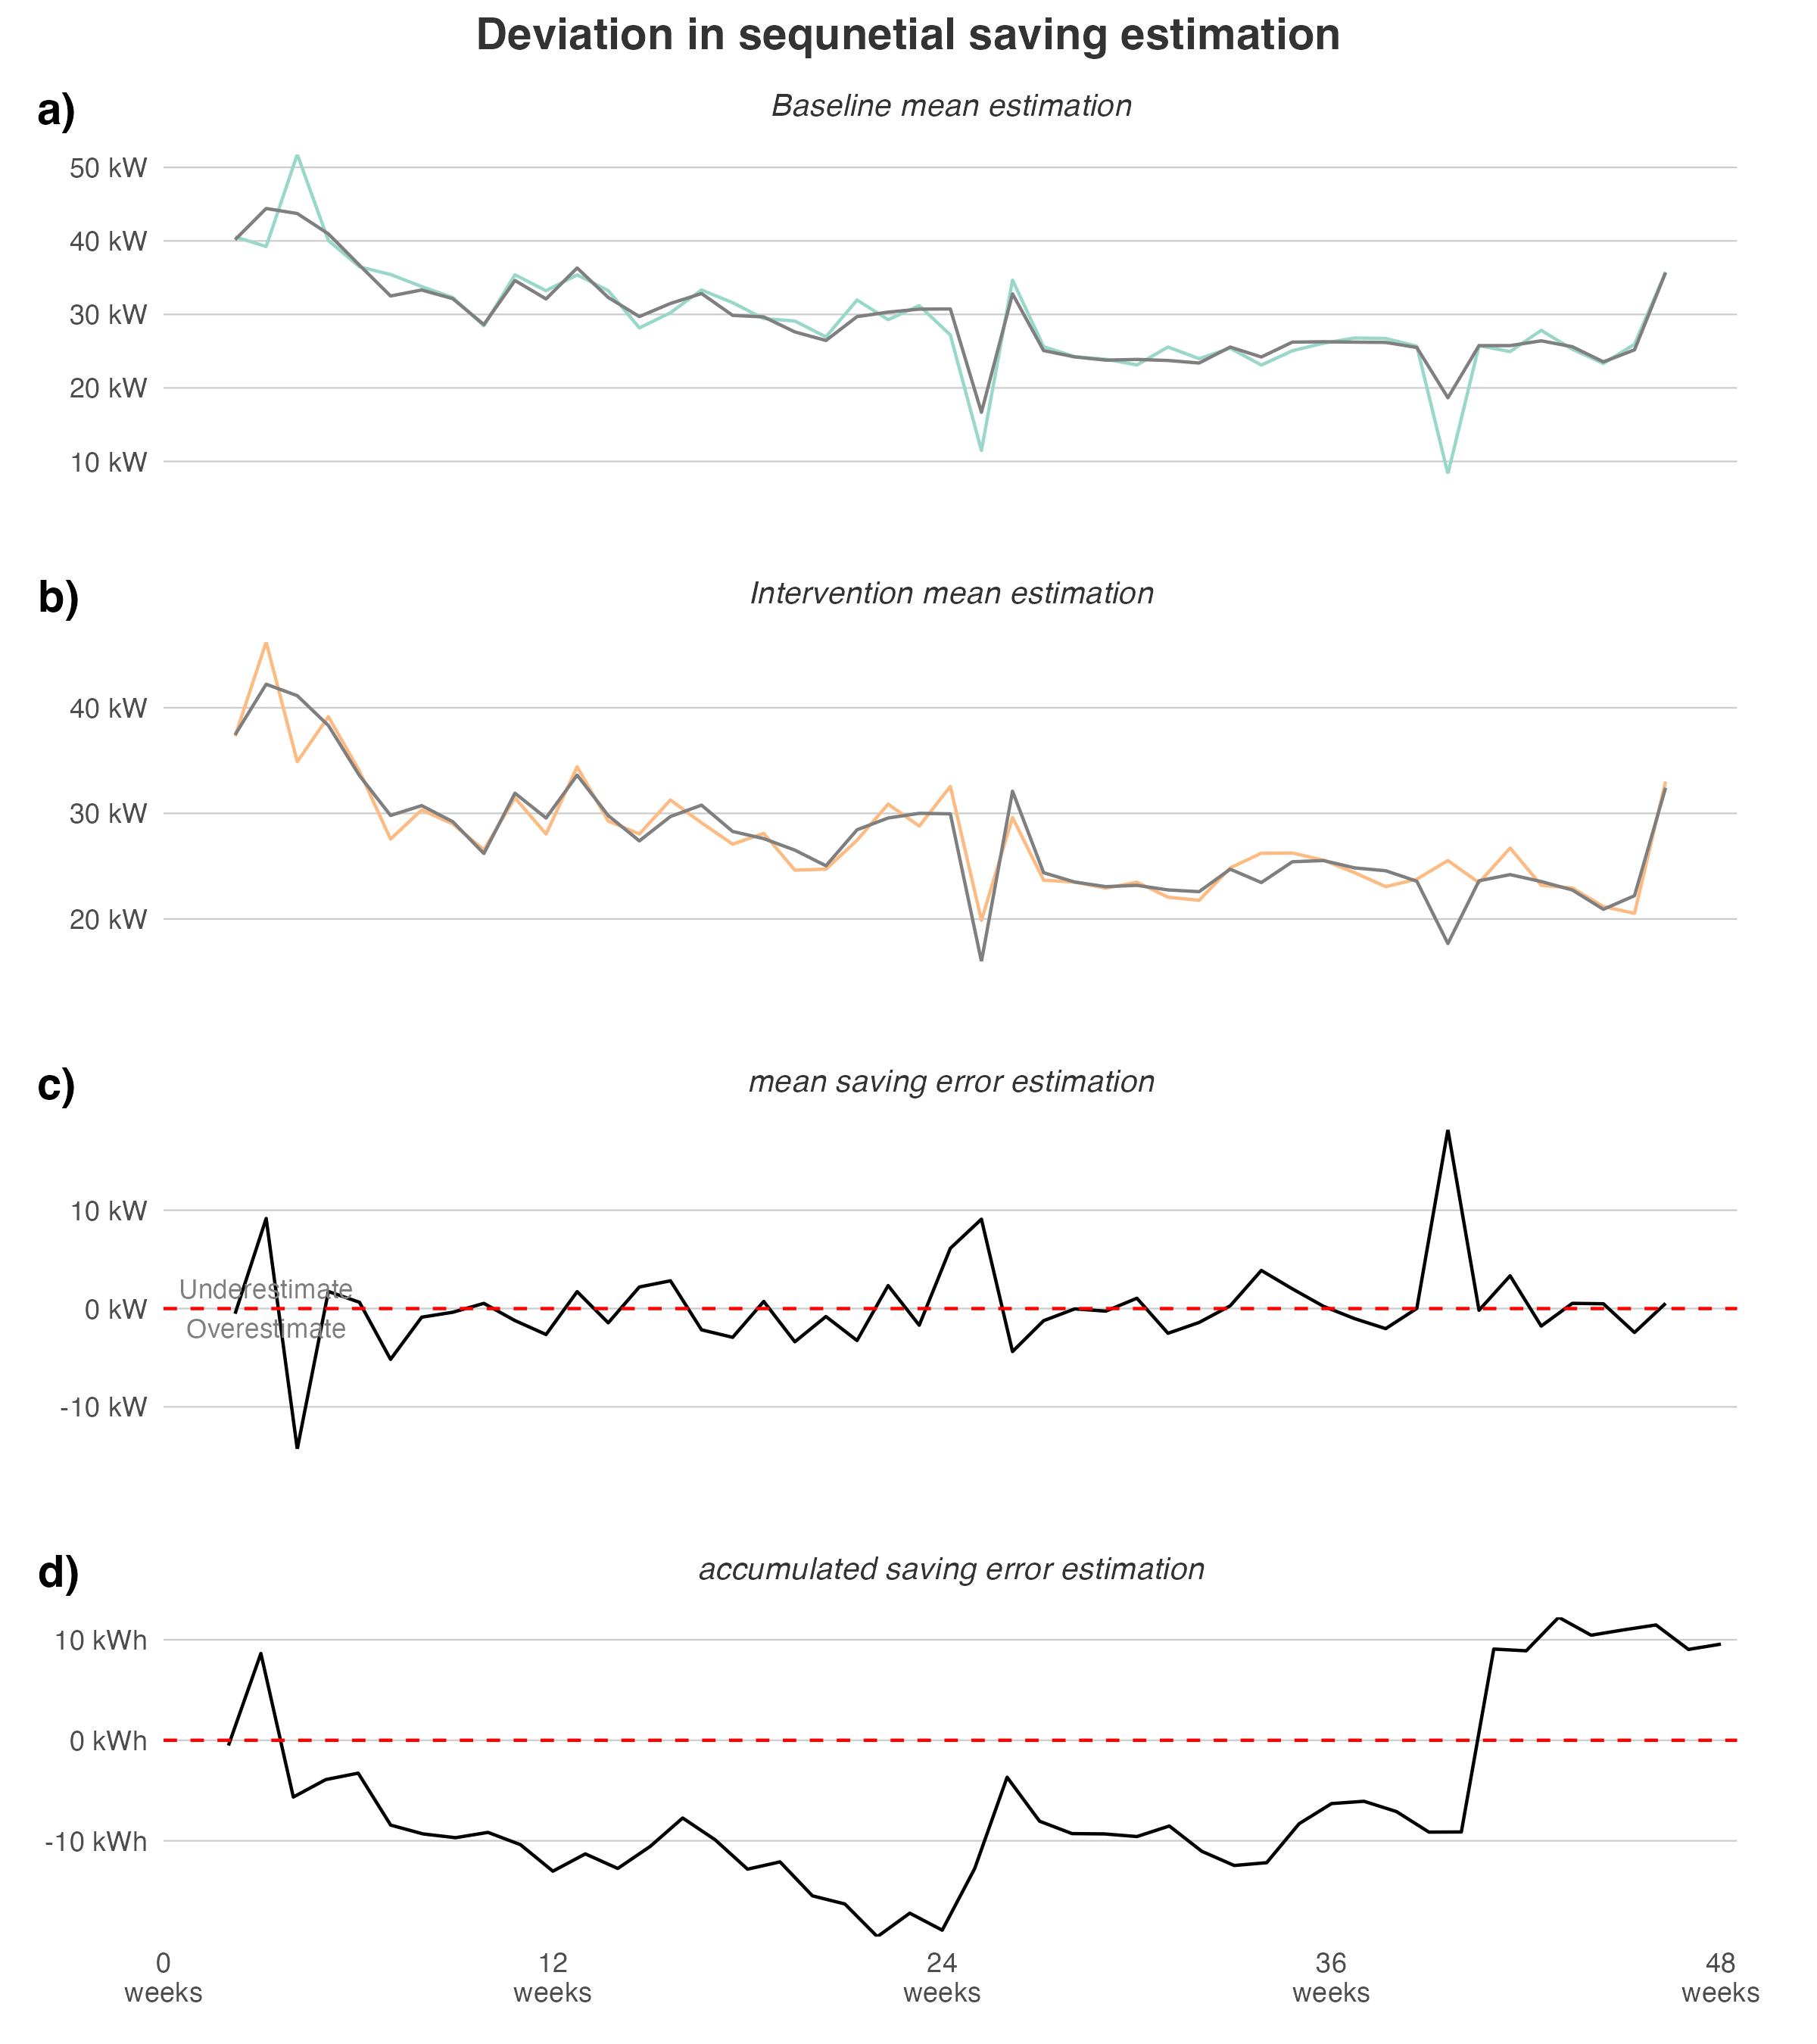 Deviation in sequnetial saving estimation
a)
Baseline mean estimation
50 kW
40 kW
30 kW
20 kW
10 kW
b)
Intervention mean estimation
40 kW
30 kW
20 kW
c)
mean saving error estimation
10 kW
Underestimate
0 kW
Overestimate
-10 kW
d)
accumulated saving error estimation
10 kWh
0 kWh
-10 kWh
0 12 24 36 48
weeks weeks weeks weeks weeks